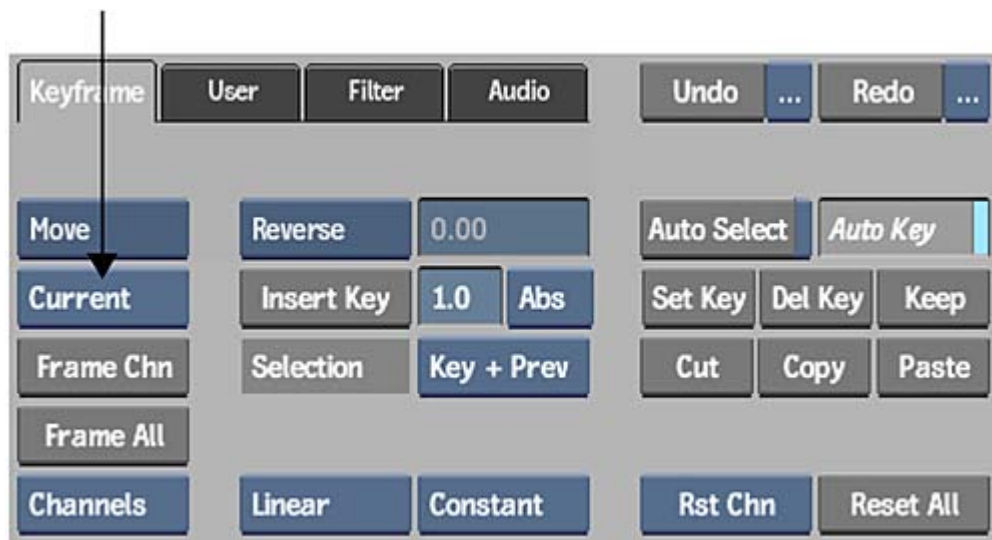 Keyframe User Filter Audio Undo ... Redo ...
Move Reverse 0.00 Auto Select Auto Key
Current Insert Key 1.0 Abs Set Key Del Key Keep
Frame Chn Selection Key + Prev Cut Copy Paste
Frame All
Channels Linear Constant Rst Chn Reset All